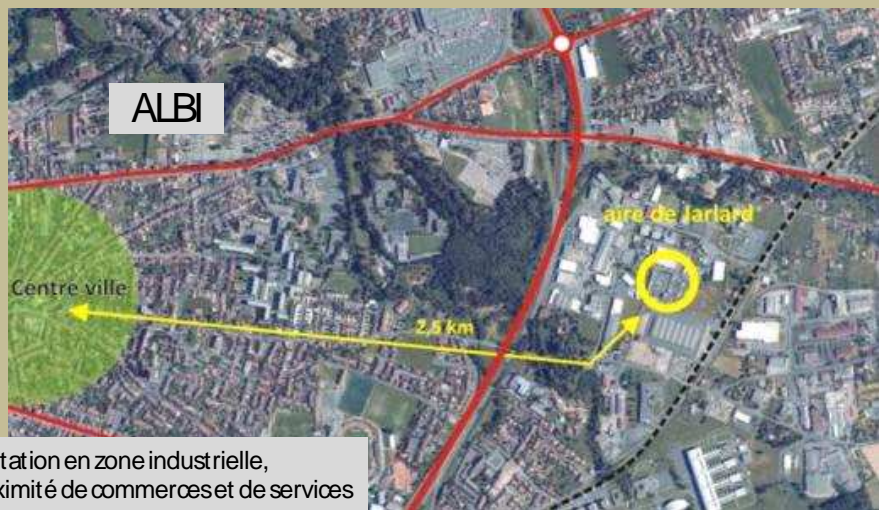 ALBI
aire de Jarlard
Centre ville
2,5 km
tation en zone industrielle,
ximité de commerces et de services